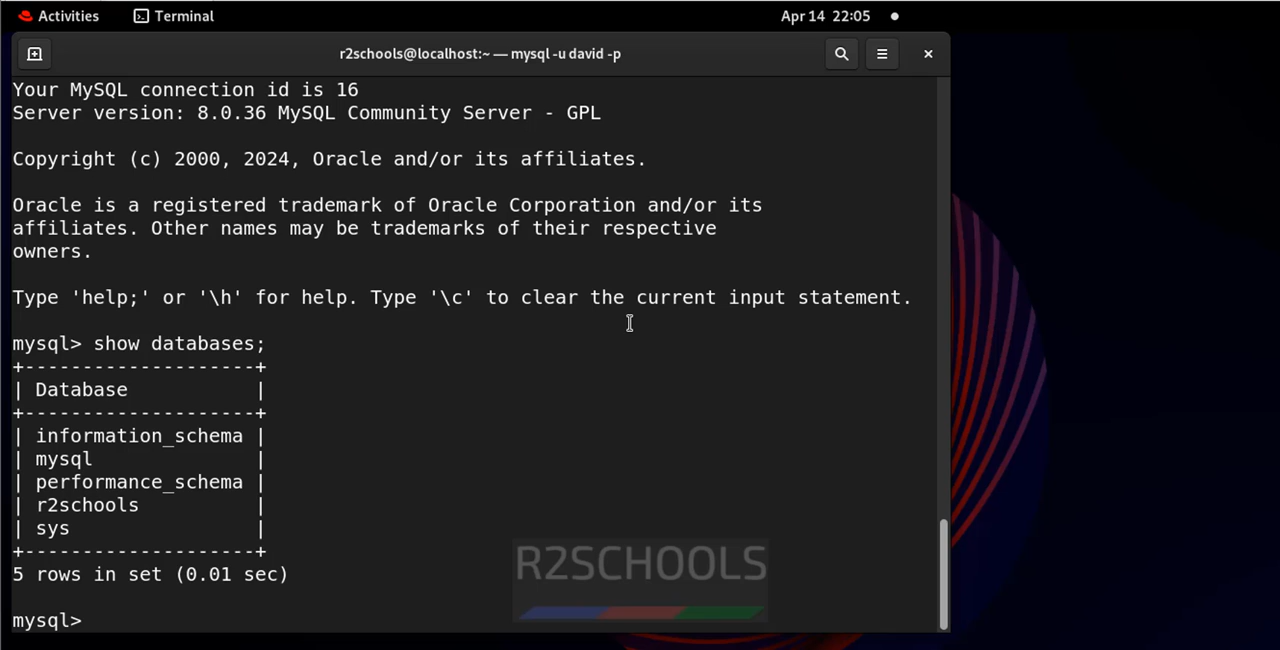 Activities Terminal Apr 14 22:05
r2schools@localhost:~ — mysql -u david -p
Your MySQL connection id is 16
Server version: 8.0.36 MySQL Community Server - GPL
Copyright (c) 2000, 2024, Oracle and/or its affiliates.
Oracle is a registered trademark of Oracle Corporation and/or its
affiliates. Other names may be trademarks of their respective
owners.
Type 'help;' or '\h' for help. Type '\c' to clear the current input statement.
mysql> show databases;
+--------------------+
| Database           |
+--------------------+
| information_schema |
| mysql              |
| performance_schema |
| r2schools          |
| sys                |
+--------------------+
5 rows in set (0.01 sec)
R2SCHOOLS
mysql>